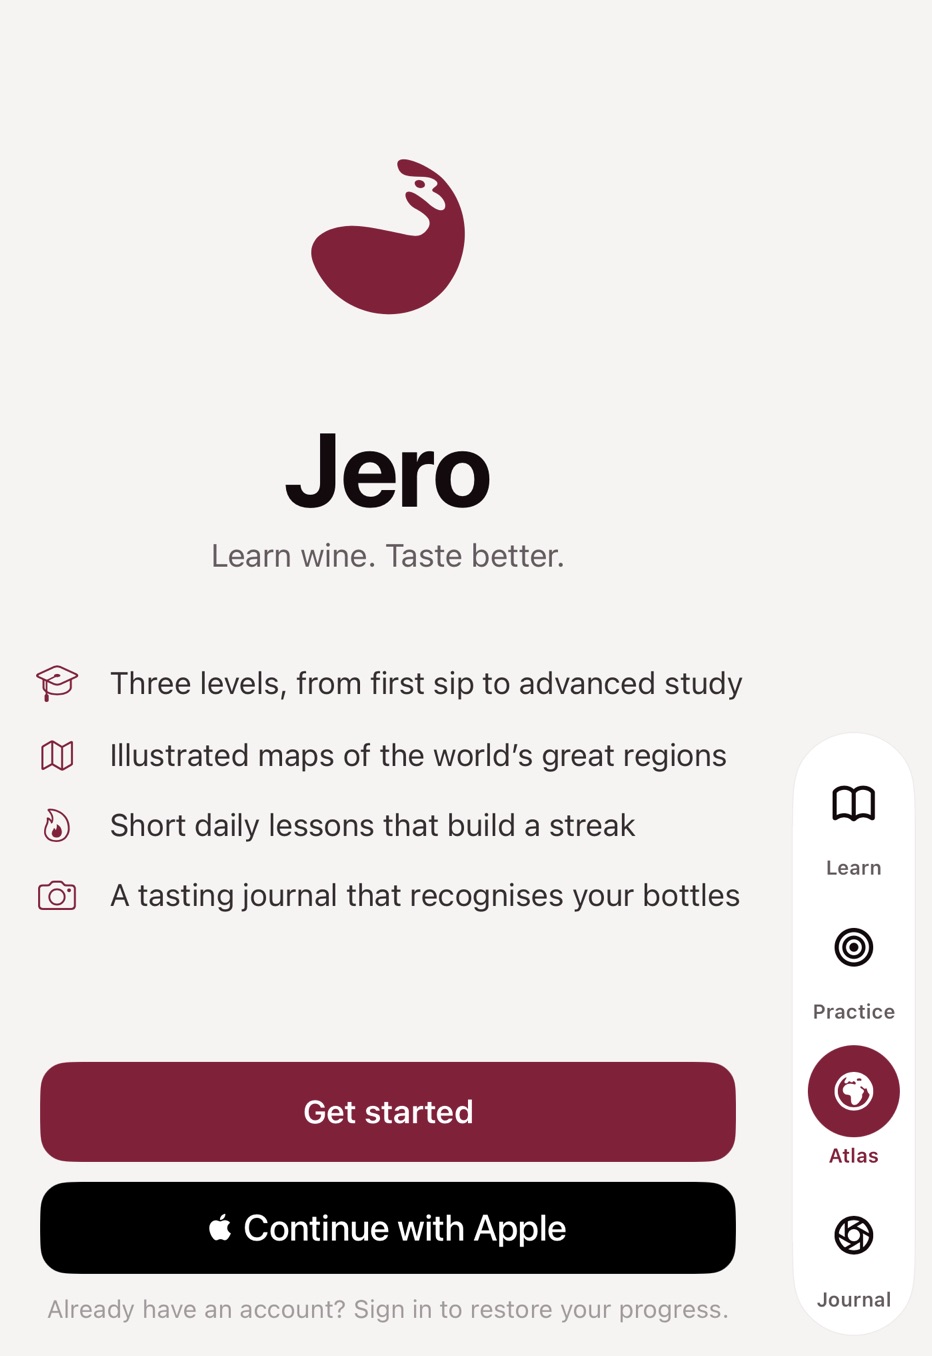 Jero
Learn wine. Taste better.
Three levels, from first sip to advanced study
Illustrated maps of the world’s great regions
Short daily lessons that build a streak
A tasting journal that recognises your bottles
Get started
Continue with Apple
Already have an account? Sign in to restore your progress.
Learn
Practice
Atlas
Journal